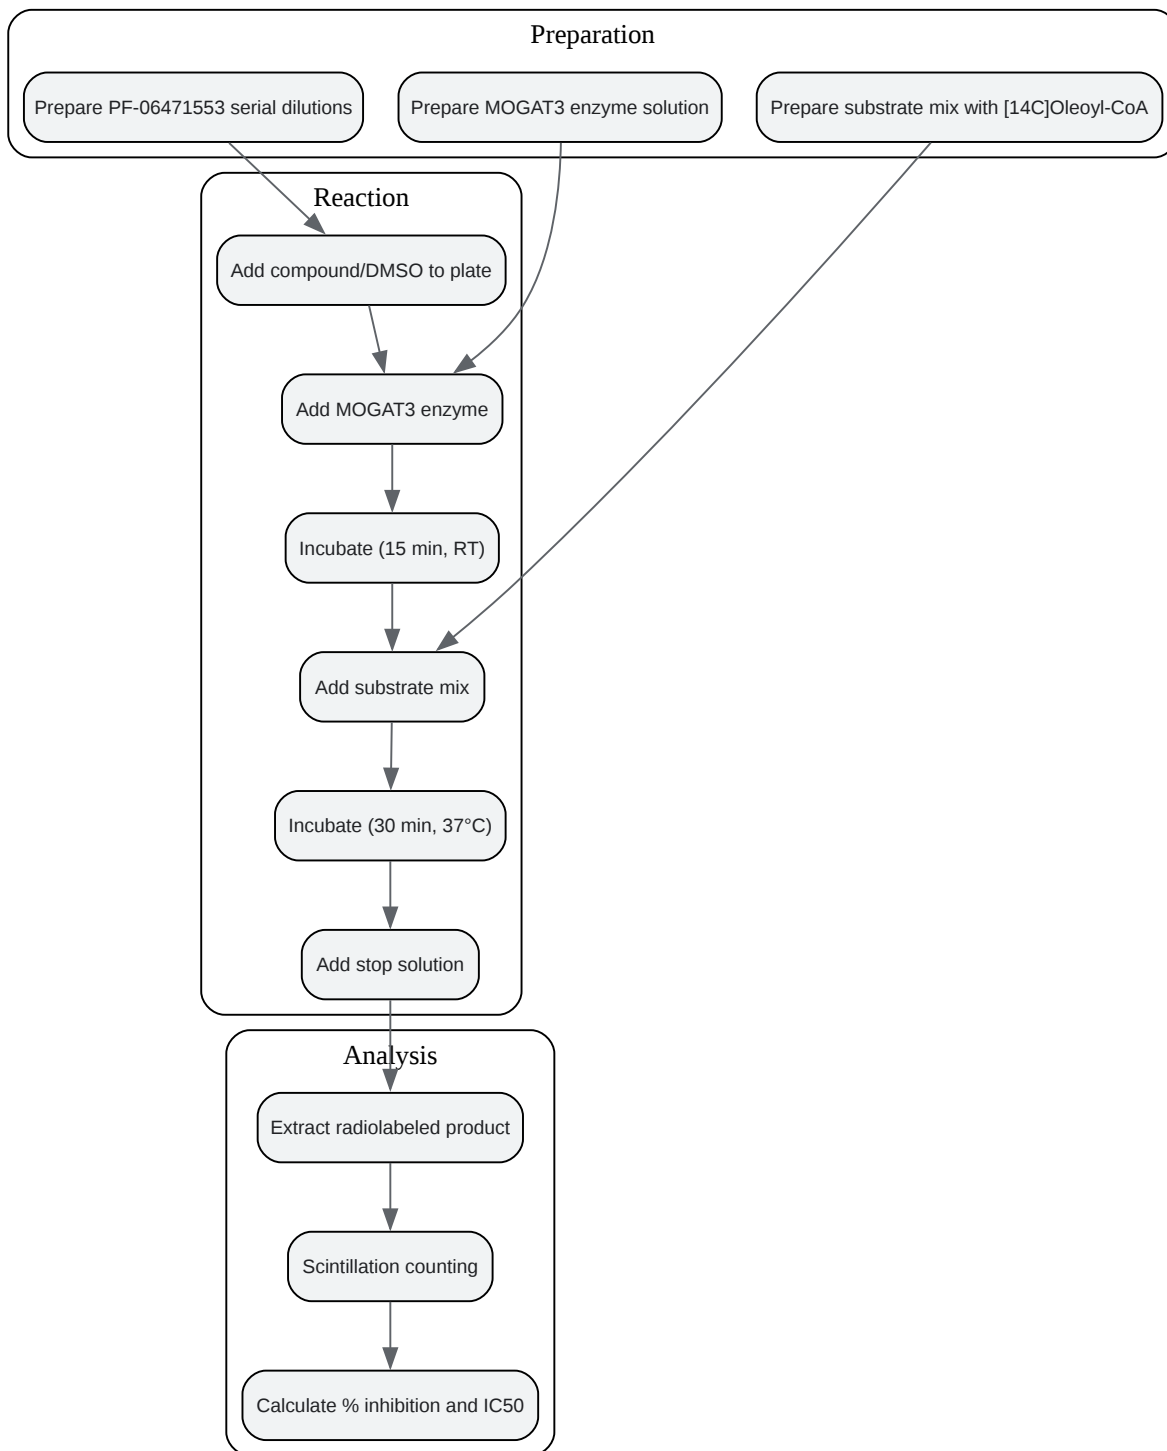 Preparation
Prepare PF-06471553 serial dilutions
Prepare MOGAT3 enzyme solution
Prepare substrate mix with [14C]Oleoyl-CoA
Reaction
Add compound/DMSO to plate
Add MOGAT3 enzyme
Incubate (15 min, RT)
Add substrate mix
Incubate (30 min, 37°C)
Add stop solution
Analysis
Extract radiolabeled product
Scintillation counting
Calculate % inhibition and IC50